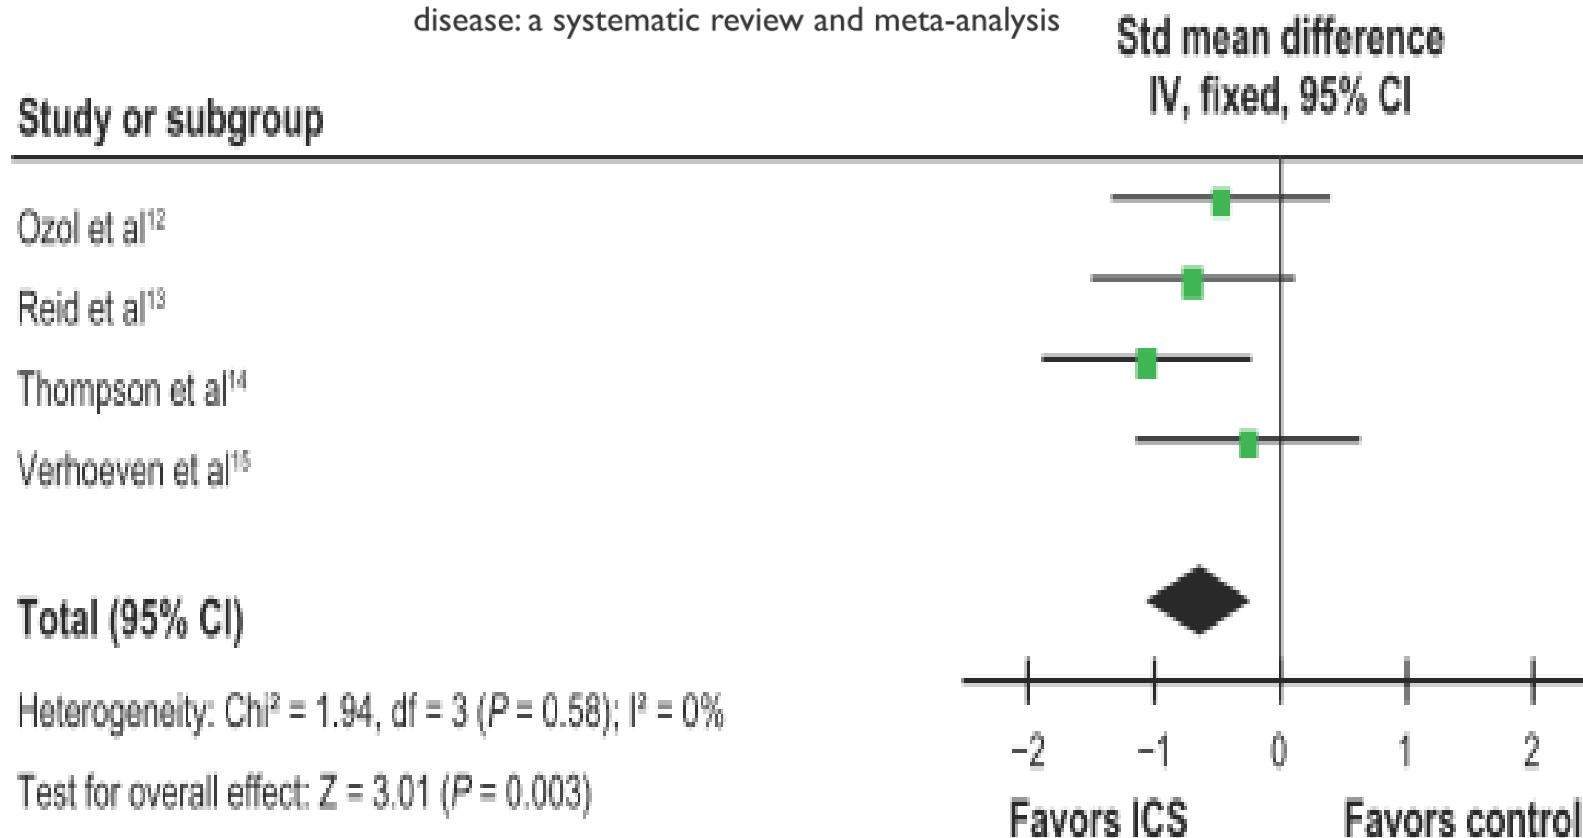 disease: a systematic review and meta-analysis
Std mean difference
IV, fixed, 95% CI
Study or subgroup
Ozol et al¹²
Reid et al¹³
Thompson et al¹⁴
Verhoeven et al¹⁵
Total (95% CI)
Heterogeneity: Chi² = 1.94, df = 3 (P = 0.58); I² = 0%
Test for overall effect: Z = 3.01 (P = 0.003)
−2 −1 0 1 2
Favors ICS Favors control